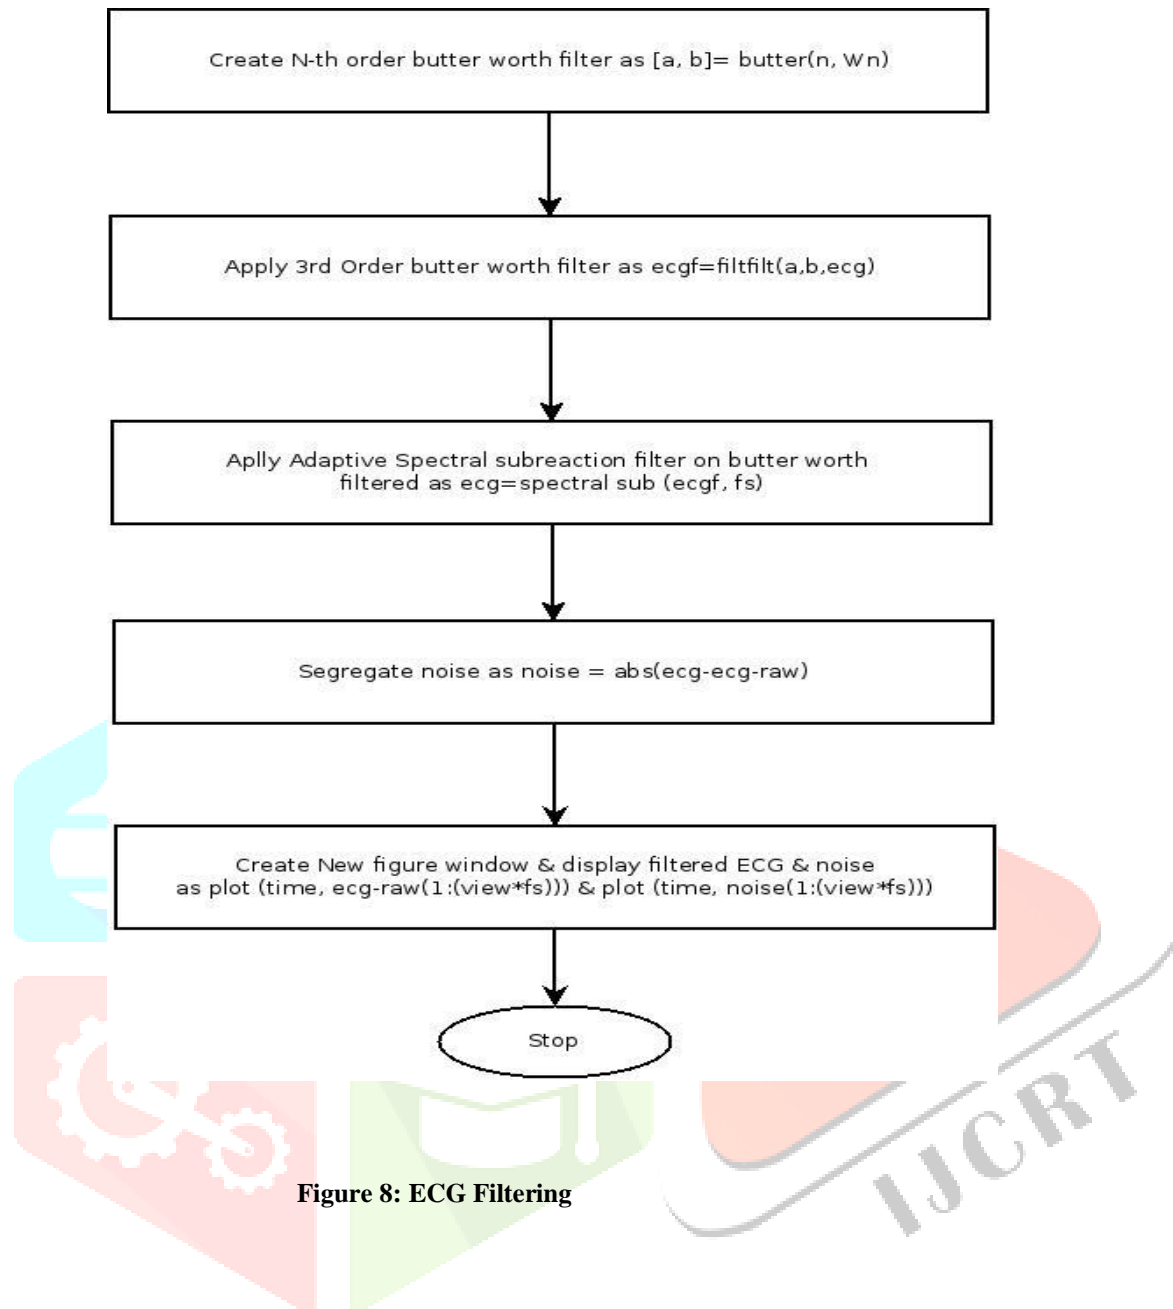 Create N-th order butter worth filter as [a, b]= butter(n, Wn)
Apply 3rd Order butter worth filter as ecgf=filtfilt(a,b,ecg)
Aplly Adaptive Spectral subreaction filter on butter worth
filtered as ecg=spectral sub (ecgf, fs)
Segregate noise as noise = abs(ecg-ecg-raw)
Create New figure window & display filtered ECG & noise
as plot (time, ecg-raw(1:(view*fs))) & plot (time, noise(1:(view*fs)))
Stop
IJCRT
Figure 8: ECG Filtering